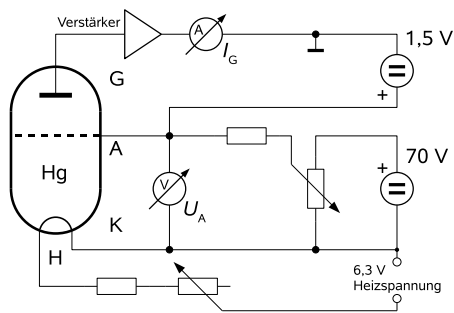 Verstärker
A
I_G
1,5 V
+
G
A
Hg
V
U_A
+
70 V
K
H
6,3 V
Heizspannung